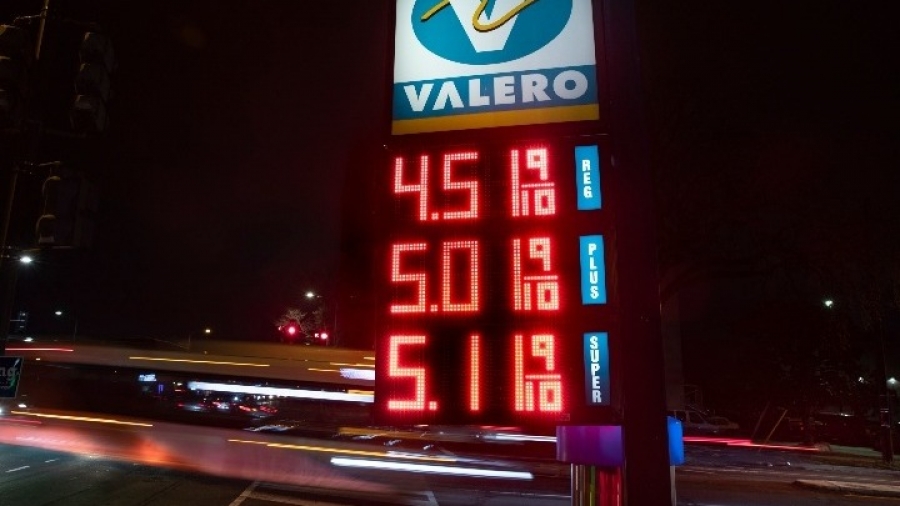 VALERO
4.51 9/10 REG
5.01 9/10 PLUS
5.11 9/10 SUPER